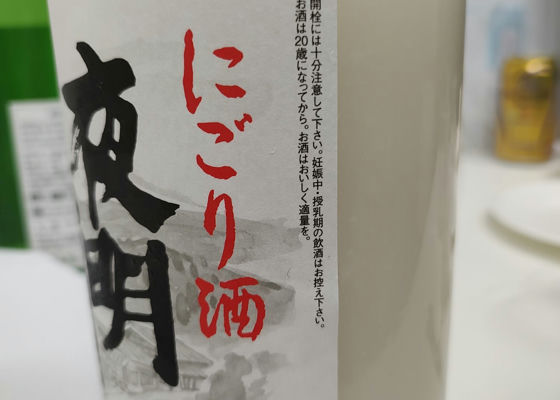 開栓には十分注意して下さい。妊娠中・授乳期の飲酒はお控え下さい。
お酒は20歳になってから。お酒はおいしく適量を。
にごり酒
夜明